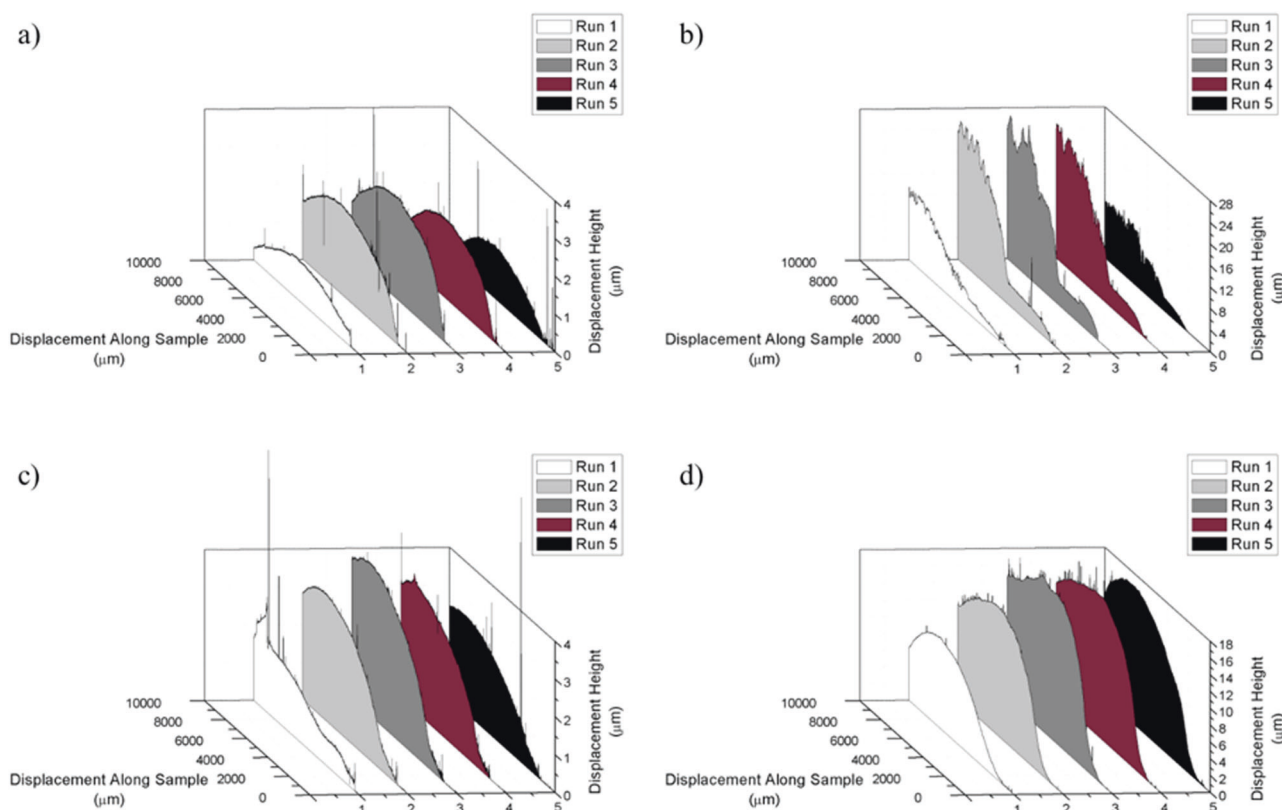 a)
Run 1
Run 2
Run 3
Run 4
Run 5
10000
8000
6000
4000
2000
0
Displacement Along Sample
(μm)
1
2
3
4
5
4
3
2
1
0
Displacement Height
(μm)
b)
Run 1
Run 2
Run 3
Run 4
Run 5
10000
8000
6000
4000
2000
0
Displacement Along Sample
(μm)
1
2
3
4
5
28
24
20
16
12
8
4
0
Displacement Height
(μm)
c)
Run 1
Run 2
Run 3
Run 4
Run 5
10000
8000
6000
4000
2000
0
Displacement Along Sample
(μm)
1
2
3
4
5
4
3
2
1
0
Displacement Height
(μm)
d)
Run 1
Run 2
Run 3
Run 4
Run 5
10000
8000
6000
4000
2000
0
Displacement Along Sample
(μm)
1
2
3
4
5
18
16
14
12
10
8
6
4
2
0
Displacement Height
(μm)